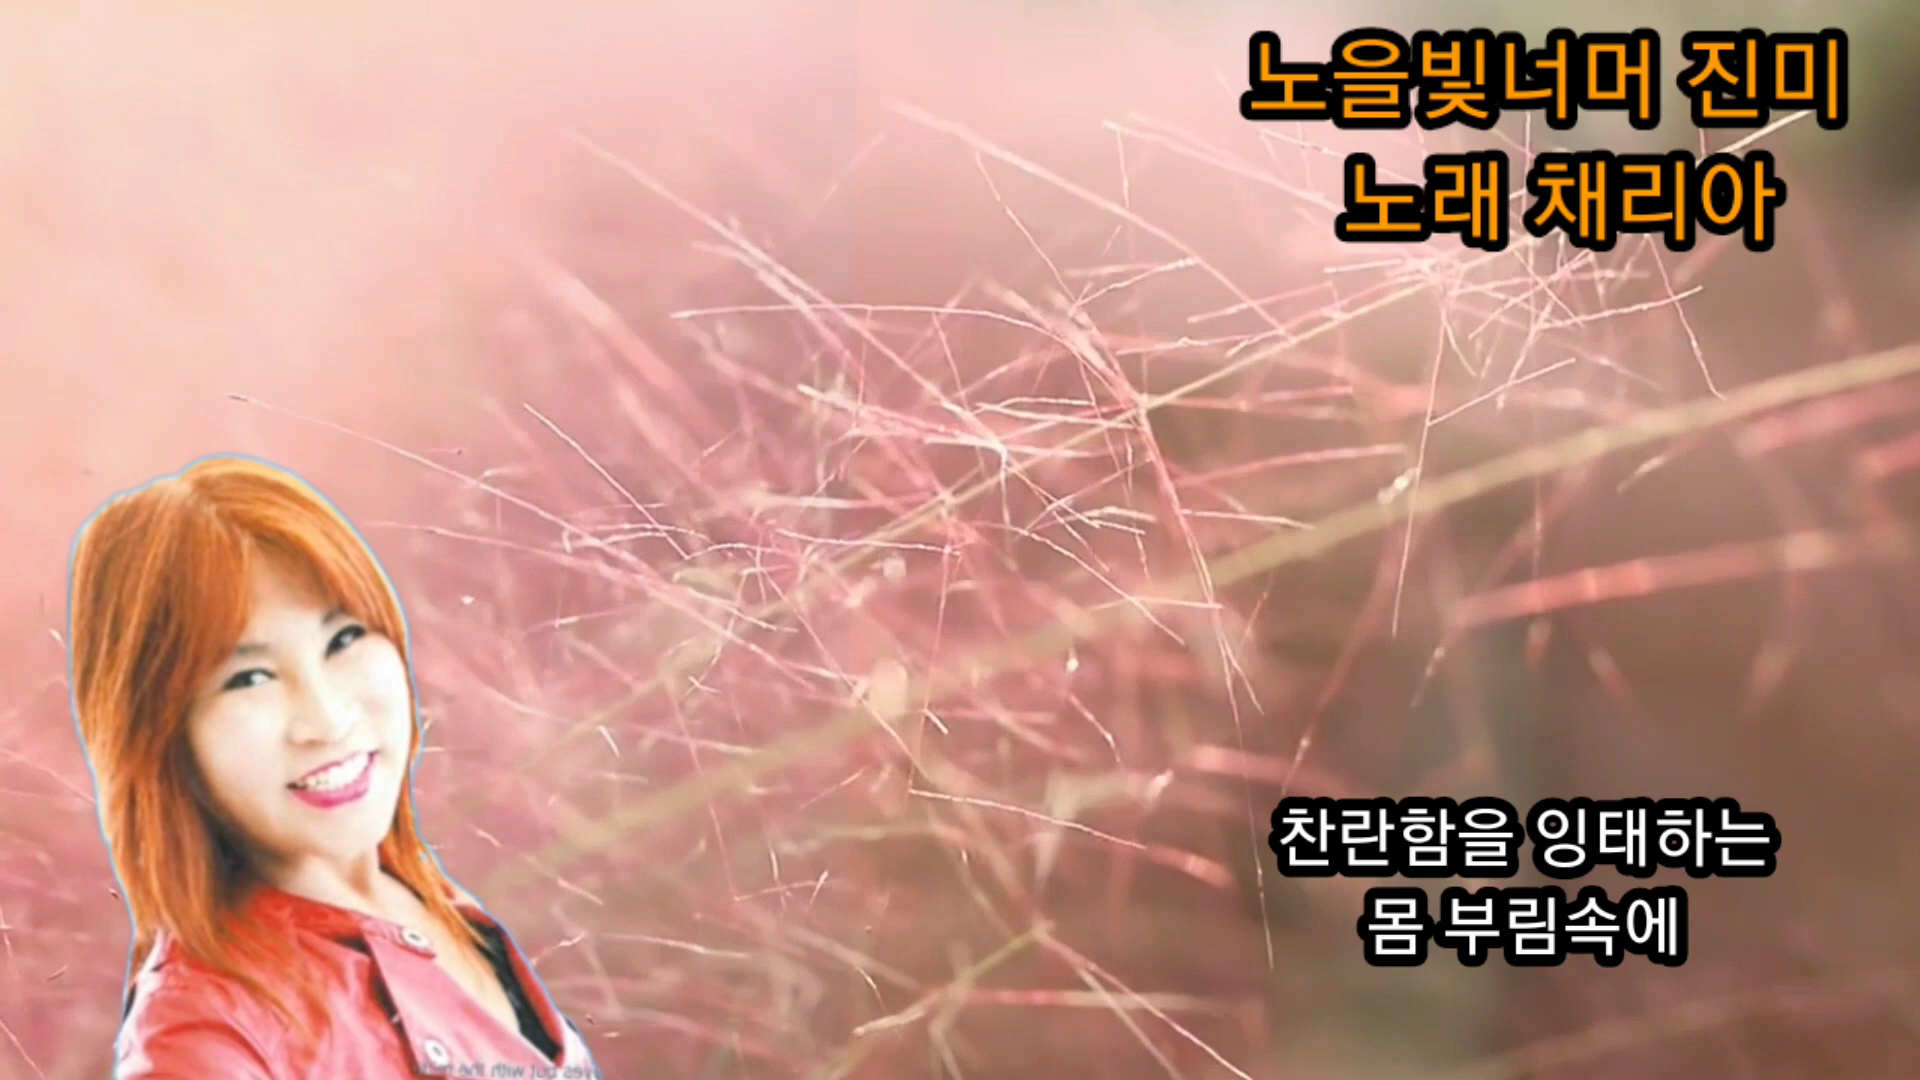 노을빛너머 진미
노래 채리아
찬란함을 잉태하는
몸 부림속에